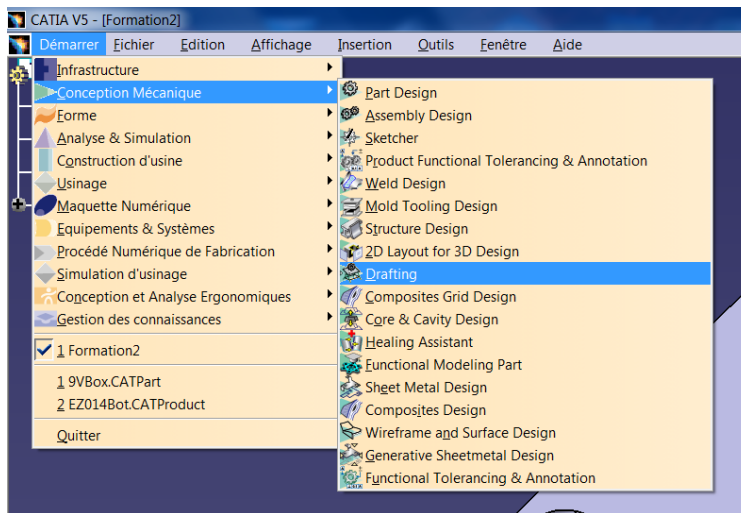 CATIA V5 - [Formation2]
Démarrer Fichier Edition Affichage Insertion Outils Fenêtre Aide
Infrastructure
Conception Mécanique
Forme
Analyse & Simulation
Construction d'usine
Usinage
Maquette Numérique
Equipements & Systèmes
Procédé Numérique de Fabrication
Simulation d'usinage
Conception et Analyse Ergonomiques
Gestion des connaissances
1 Formation2
1 9VBox.CATPart
2 EZ014Bot.CATProduct
Quitter
Part Design
Assembly Design
Sketcher
Product Functional Tolerancing & Annotation
Weld Design
Mold Tooling Design
Structure Design
2D Layout for 3D Design
Drafting
Composites Grid Design
Core & Cavity Design
Healing Assistant
Functional Modeling Part
Sheet Metal Design
Composites Design
Wireframe and Surface Design
Generative Sheetmetal Design
Functional Tolerancing & Annotation